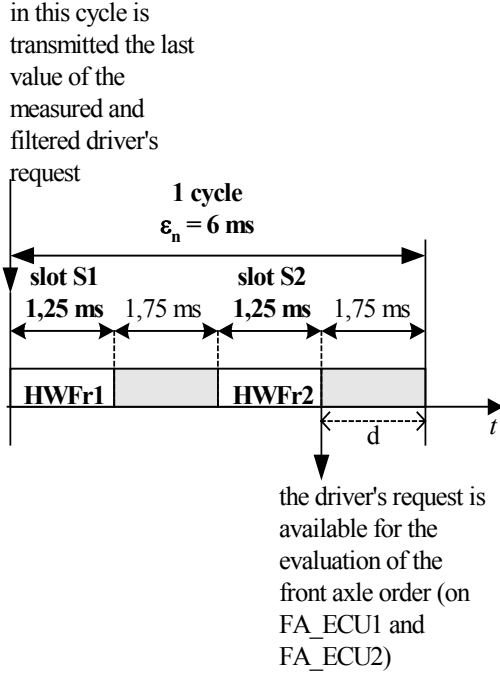 in this cycle is
transmitted the last
value of the
measured and
filtered driver's
request
1 cycle
εn = 6 ms
slot S1
slot S2
1,25 ms
1,75 ms
1,25 ms
1,75 ms
HWFr1
HWFr2
d
t
the driver's request is
available for the
evaluation of the
front axle order (on
FA_ECU1 and
FA_ECU2)